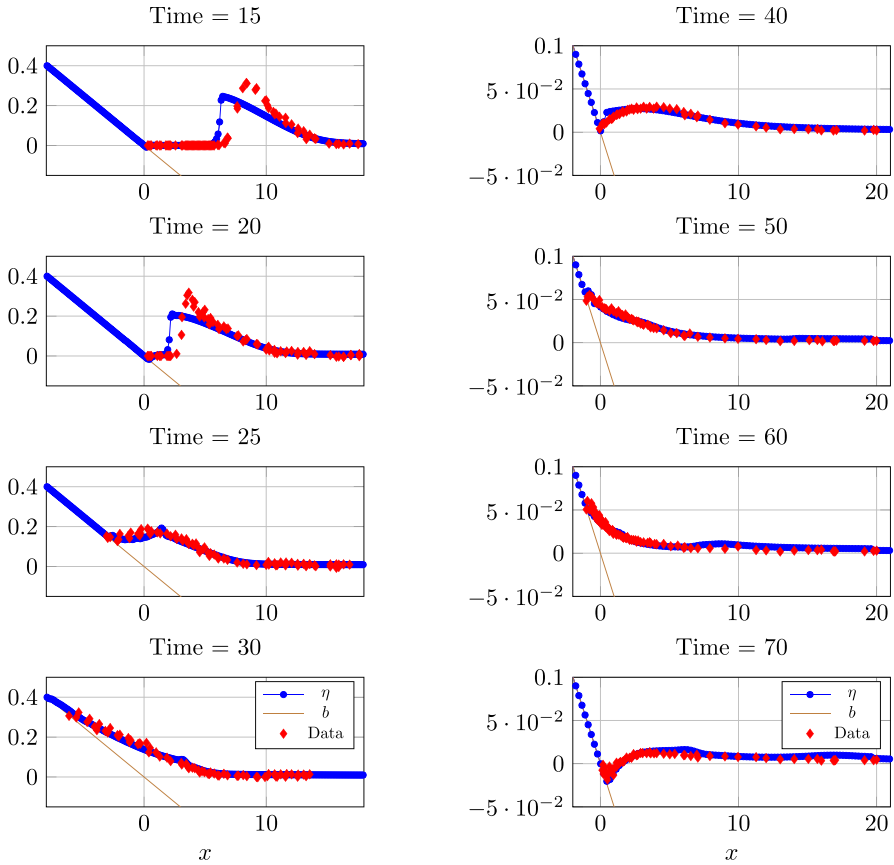 Time = 15
0.4
0.2
0
0 10
Time = 20
0.4
0.2
0
0 10
Time = 25
0.4
0.2
0
0 10
Time = 30
0.4
0.2
0
η
b
Data
0 10
x
Time = 40
0.1
5 · 10⁻²
0
−5 · 10⁻²
0 10 20
Time = 50
0.1
5 · 10⁻²
0
−5 · 10⁻²
0 10 20
Time = 60
0.1
5 · 10⁻²
0
−5 · 10⁻²
0 10 20
Time = 70
0.1
5 · 10⁻²
0
−5 · 10⁻²
η
b
Data
0 10 20
x